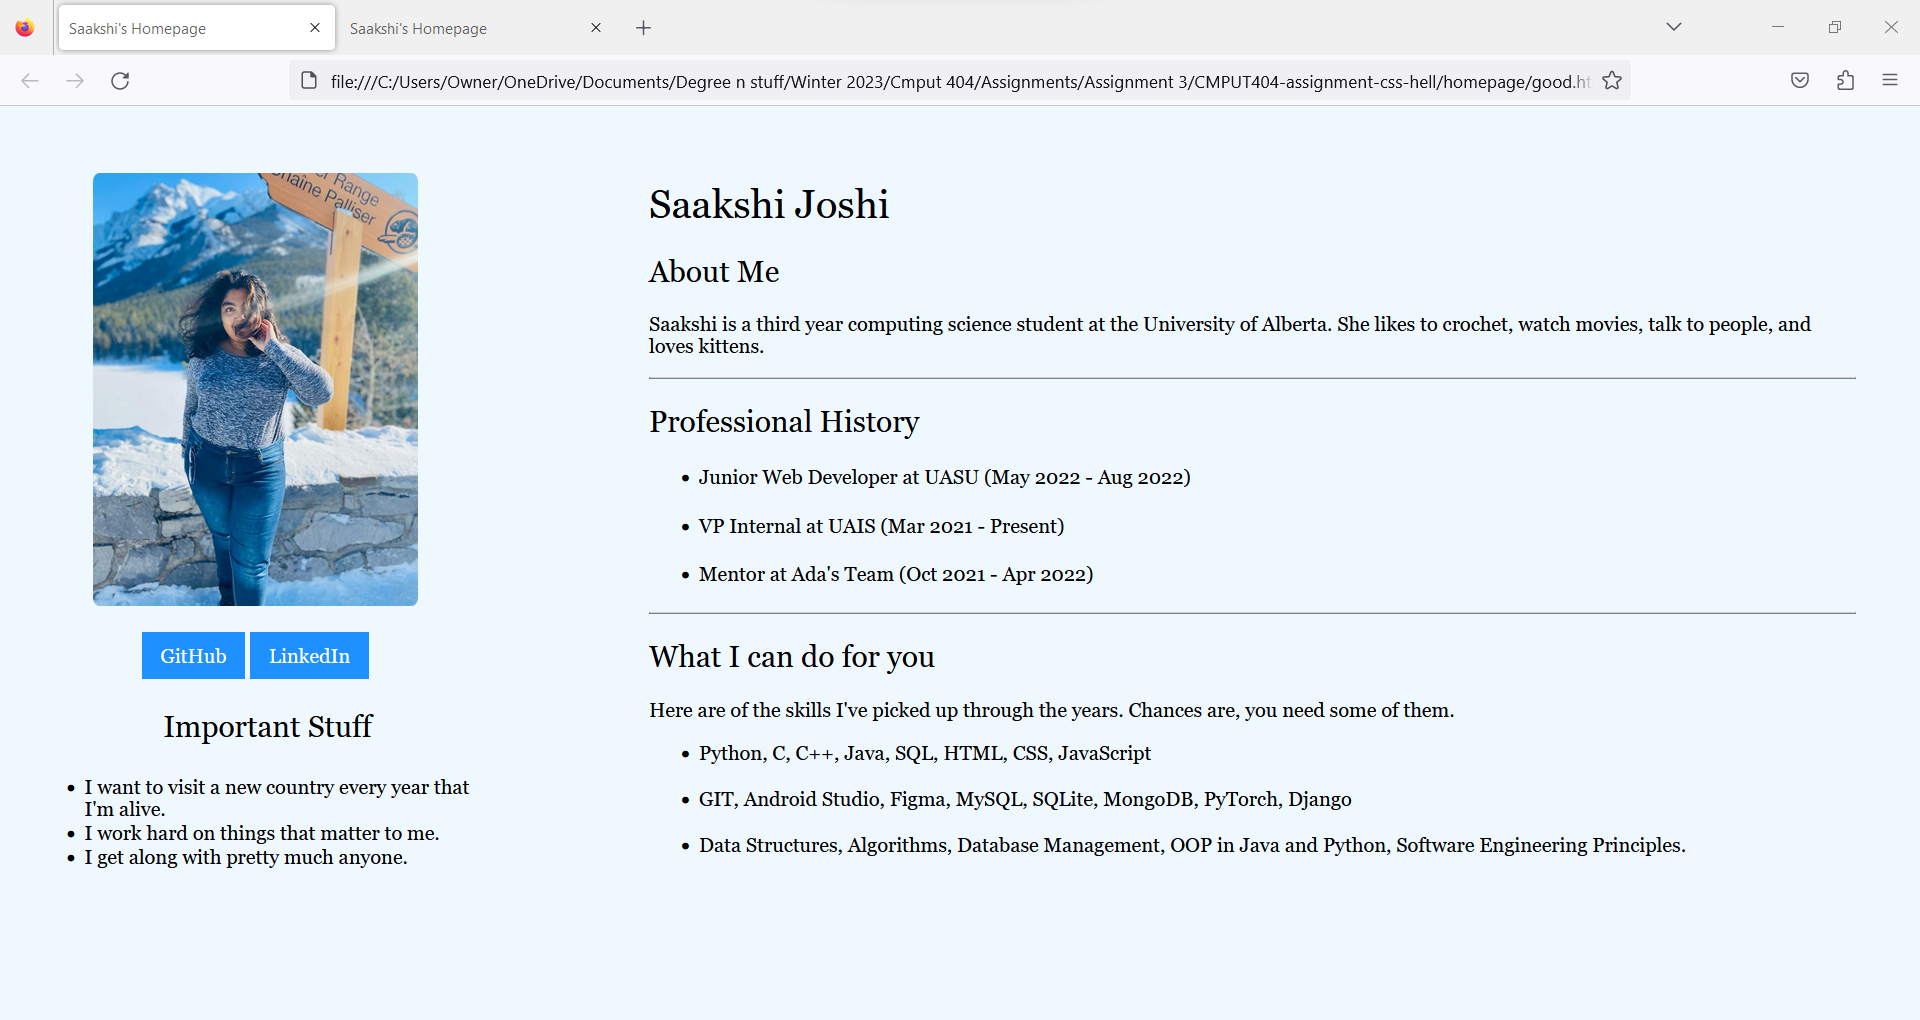 Saakshi's Homepage
Saakshi's Homepage
file:///C:/Users/Owner/OneDrive/Documents/Degree n stuff/Winter 2023/Cmput 404/Assignments/Assignment 3/CMPUT404-assignment-css-hell/homepage/good.ht
Range
Chaîne Palliser
GitHub
LinkedIn
Important Stuff
• I want to visit a new country every year that
I'm alive.
• I work hard on things that matter to me.
• I get along with pretty much anyone.
Saakshi Joshi
About Me
Saakshi is a third year computing science student at the University of Alberta. She likes to crochet, watch movies, talk to people, and
loves kittens.
Professional History
• Junior Web Developer at UASU (May 2022 - Aug 2022)
• VP Internal at UAIS (Mar 2021 - Present)
• Mentor at Ada's Team (Oct 2021 - Apr 2022)
What I can do for you
Here are of the skills I've picked up through the years. Chances are, you need some of them.
• Python, C, C++, Java, SQL, HTML, CSS, JavaScript
• GIT, Android Studio, Figma, MySQL, SQLite, MongoDB, PyTorch, Django
• Data Structures, Algorithms, Database Management, OOP in Java and Python, Software Engineering Principles.